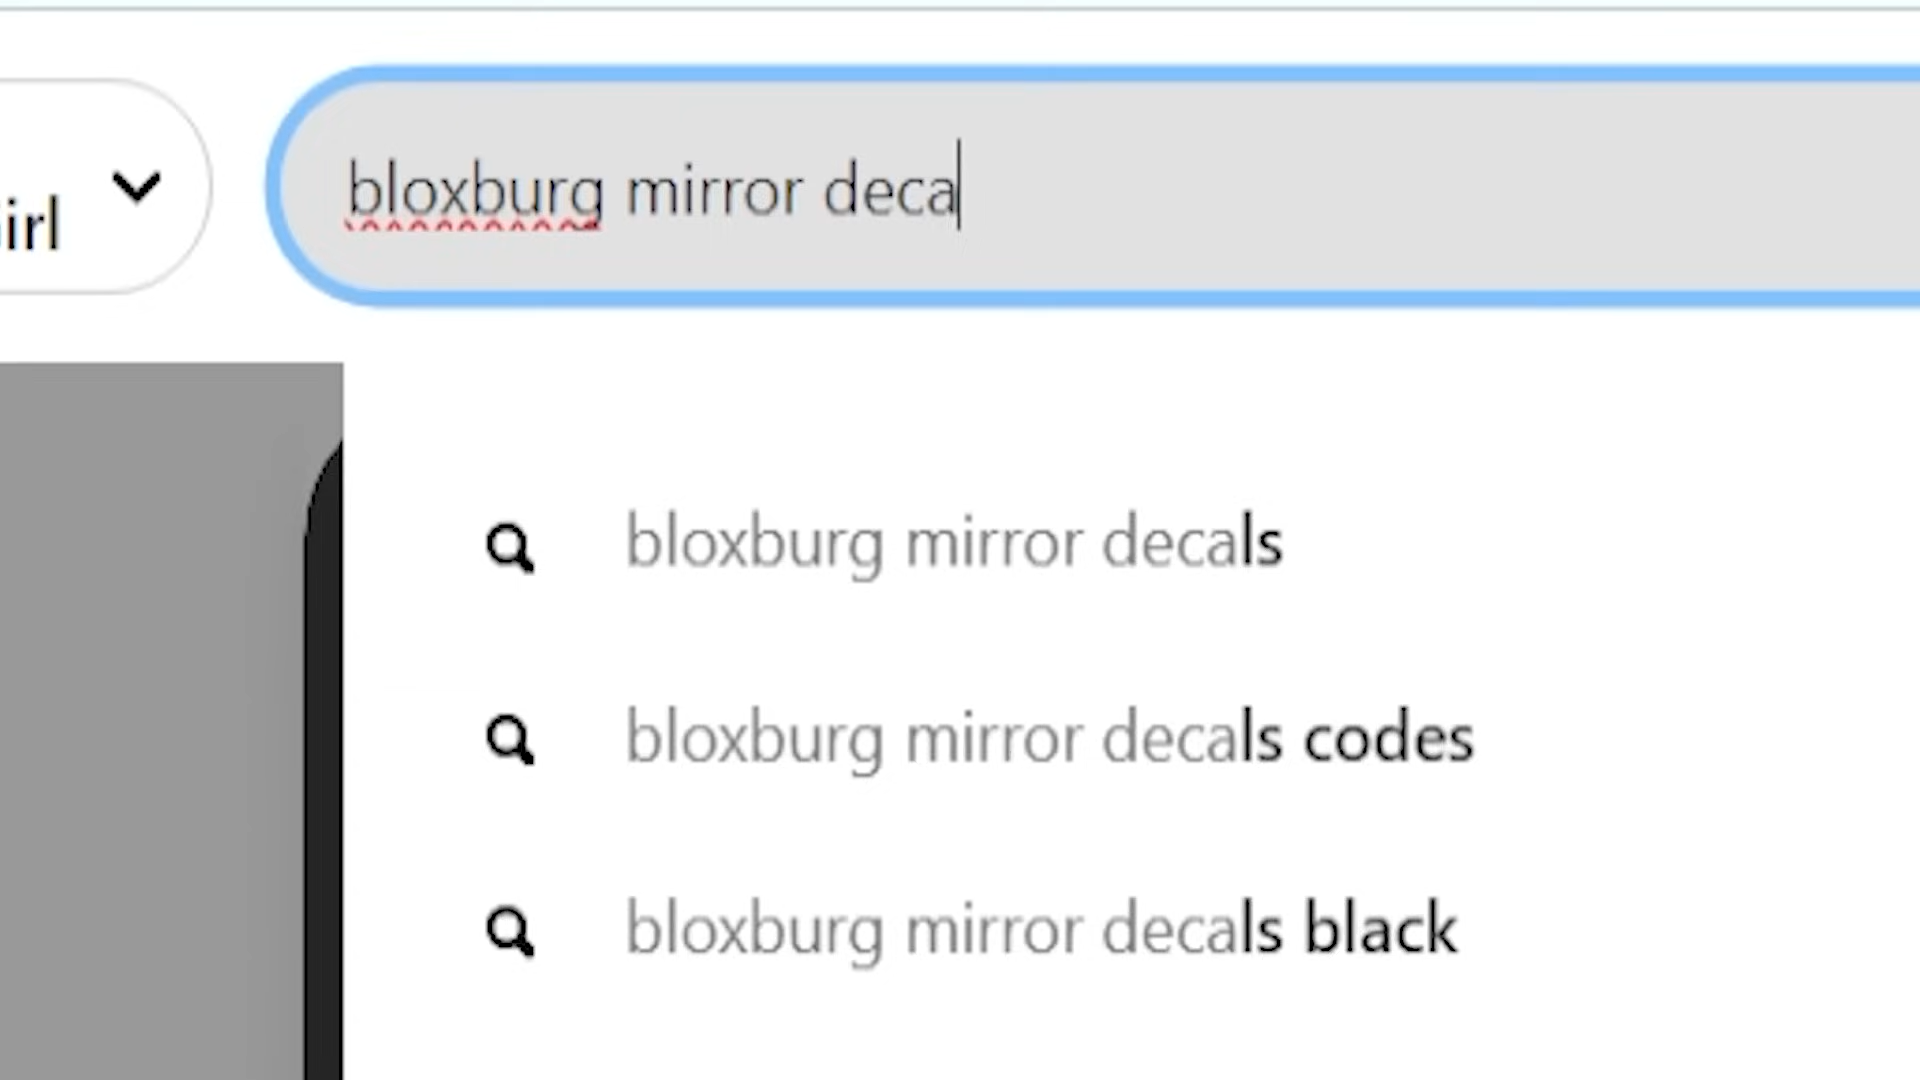 bloxburg mirror deca
irl
bloxburg mirror decals
bloxburg mirror decals codes
bloxburg mirror decals black